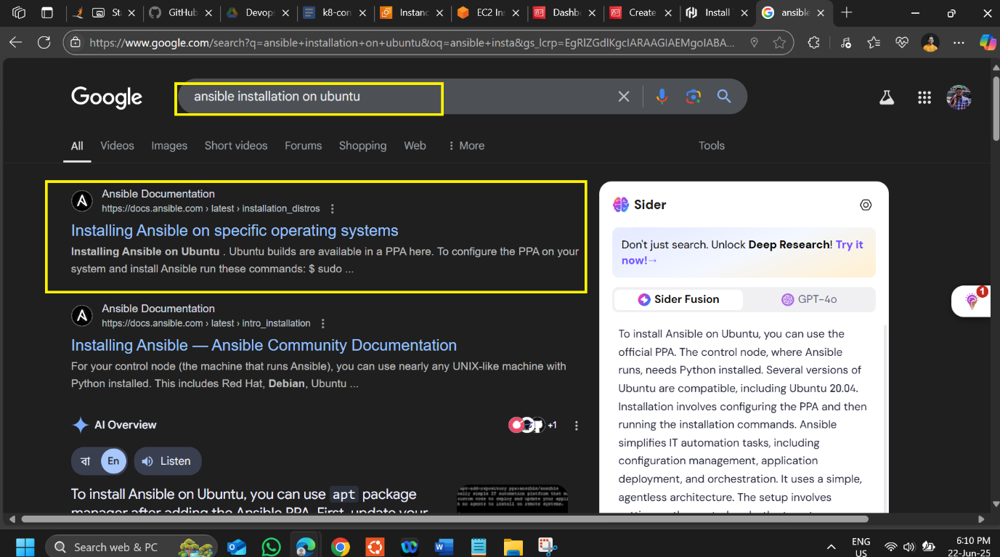 St
GitHub
Devop
k8-con
Instanc
EC2 Ins
Dashb
Create
Install
ansible
https://www.google.com/search?q=ansible+installation+on+ubuntu&oq=ansible+insta&gs_lcrp=EgRlZGdlKgcIARAAGIAEMgoIABA...
Google
ansible installation on ubuntu
All Videos Images Short videos Forums Shopping Web More Tools
Ansible Documentation
https://docs.ansible.com › latest › installation_distros
Installing Ansible on specific operating systems
Installing Ansible on Ubuntu . Ubuntu builds are available in a PPA here. To configure the PPA on your
system and install Ansible run these commands: $ sudo ...
Ansible Documentation
https://docs.ansible.com › latest › intro_installation
Installing Ansible — Ansible Community Documentation
For your control node (the machine that runs Ansible), you can use nearly any UNIX-like machine with
Python installed. This includes Red Hat, Debian, Ubuntu ...
AI Overview
+1
বা En Listen
To install Ansible on Ubuntu, you can use apt package
manager after adding the Ansible PPA. First, update your
Sider
Don't just search. Unlock Deep Research! Try it
now!→
Sider Fusion GPT-4o
1
To install Ansible on Ubuntu, you can use the
official PPA. The control node, where Ansible
runs, needs Python installed. Several versions of
Ubuntu are compatible, including Ubuntu 20.04.
Installation involves configuring the PPA and then
running the installation commands. Ansible
simplifies IT automation tasks, including
configuration management, application
deployment, and orchestration. It uses a simple,
agentless architecture. The setup involves
Search web & PC
ENG
US
6:10 PM
22-Jun-25